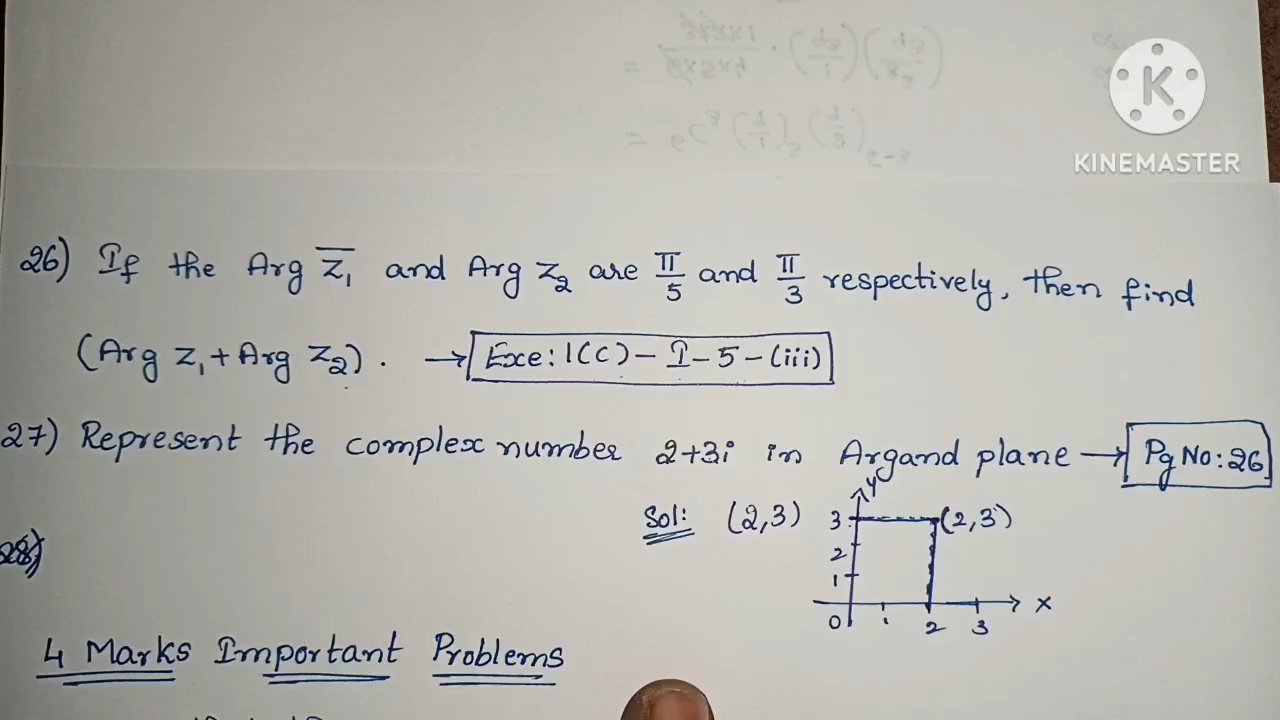 KINEMASTER
26) If the Arg z̅₁ and Arg z₂ are π/5 and π/3 respectively, then find
(Arg z₁ + Arg z₂). → Exe: 1(c) – I – 5 – (iii)
27) Represent the complex number 2+3i in Argand plane → Pg No: 26
Sol: (2,3)
Y
3 (2,3)
2
1
0 1 2 3 X
4 Marks Important Problems